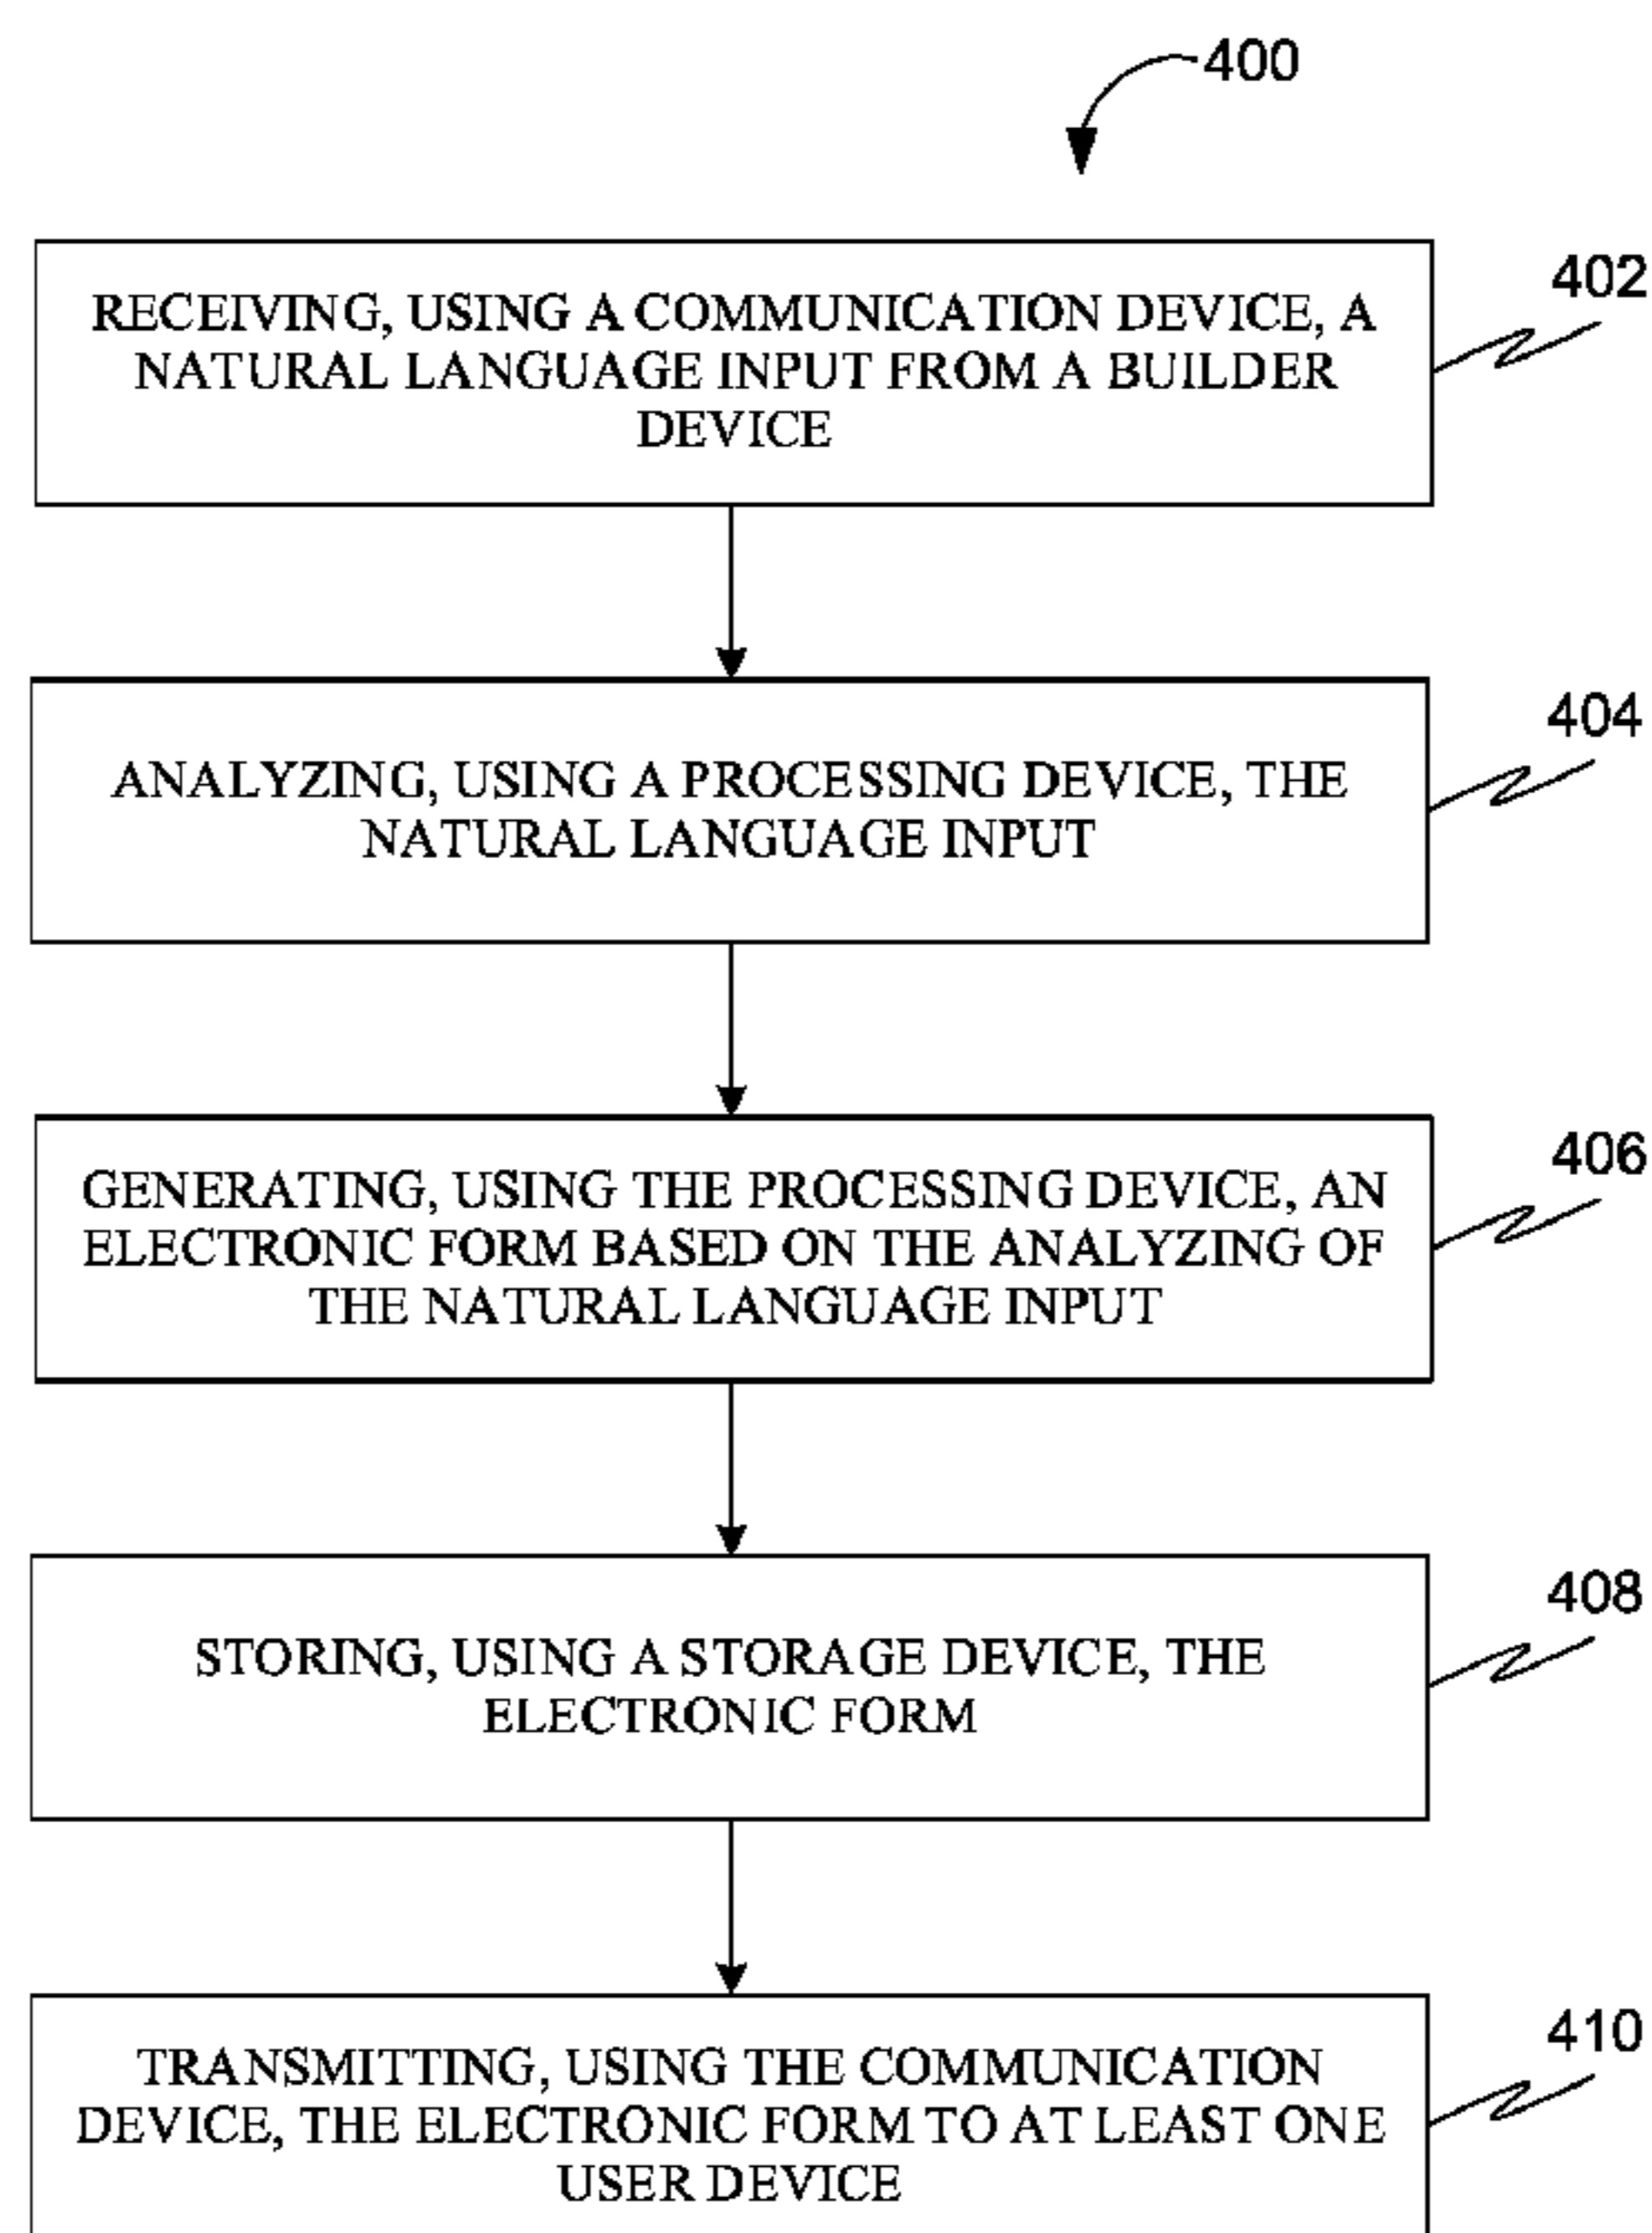 400
402
RECEIVING, USING A COMMUNICATION DEVICE, A
NATURAL LANGUAGE INPUT FROM A BUILDER
DEVICE
404
ANALYZING, USING A PROCESSING DEVICE, THE
NATURAL LANGUAGE INPUT
406
GENERATING, USING THE PROCESSING DEVICE, AN
ELECTRONIC FORM BASED ON THE ANALYZING OF
THE NATURAL LANGUAGE INPUT
408
STORING, USING A STORAGE DEVICE, THE
ELECTRONIC FORM
410
TRANSMITTING, USING THE COMMUNICATION
DEVICE, THE ELECTRONIC FORM TO AT LEAST ONE
USER DEVICE